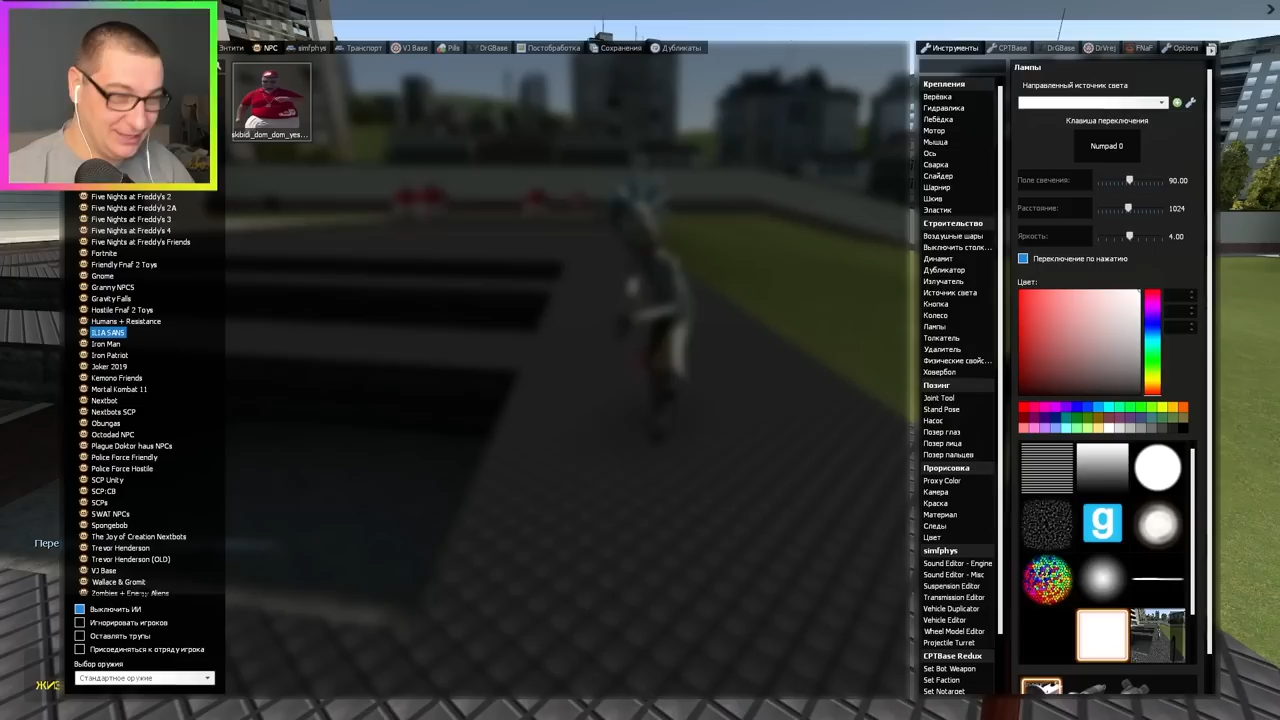 Энтити NPC simfphys Транспорт VJ Base Pills DrGBase Постобработка Сохранения Дубликаты
skibidi_dom_dom_yes...
Five Nights at Freddy's 2
Five Nights at Freddy's 2A
Five Nights at Freddy's 3
Five Nights at Freddy's 4
Five Nights at Freddy's Friends
Fortnite
Friendly Fnaf 2 Toys
Gnome
Granny NPCS
Gravity Falls
Hostile Fnaf 2 Toys
Humans + Resistance
ILIA SANS
Iron Man
Iron Patriot
Joker 2019
Kemono Friends
Mortal Kombat 11
Nextbot
Nextbots SCP
Obungas
Octodad NPC
Plague Doktor haus NPCs
Police Force Friendly
Police Force Hostile
SCP Unity
SCP:CB
SCPs
SWAT NPCs
Spongebob
The Joy of Creation Nextbots
Trevor Henderson
Trevor Henderson (OLD)
VJ Base
Wallace & Gromit
Zombies + Enemy Aliens
Выключить ИИ
Игнорировать игроков
Оставлять трупы
Присоединяться к отряду игрока
Выбор оружия
Стандартное оружие
Пере
ЖИЗ
Инструменты CPTBase DrGBase DrVrej FNaF Options
Крепления
Верёвка
Гидравлика
Лебёдка
Мотор
Мышца
Ось
Сварка
Слайдер
Шарнир
Шкив
Эластик
Строительство
Воздушные шары
Выключить столк...
Динамит
Дубликатор
Излучатель
Источник света
Кнопка
Колесо
Лампы
Толкатель
Удалитель
Физические свойс...
Ховербол
Позинг
Joint Tool
Stand Pose
Насос
Позер глаз
Позер лица
Позер пальцев
Прорисовка
Proxy Color
Камера
Краска
Материал
Следы
Цвет
simfphys
Sound Editor - Engine
Sound Editor - Misc
Suspension Editor
Transmission Editor
Vehicle Duplicator
Vehicle Editor
Wheel Model Editor
Projectile Turret
CPTBase Redux
Set Bot Weapon
Set Faction
Set Notarget
Лампы
Направленный источник света
Клавиша переключения
Numpad 0
Поле свечения: 90.00
Расстояние: 1024
Яркость: 4.00
Переключение по нажатию
Цвет:
g